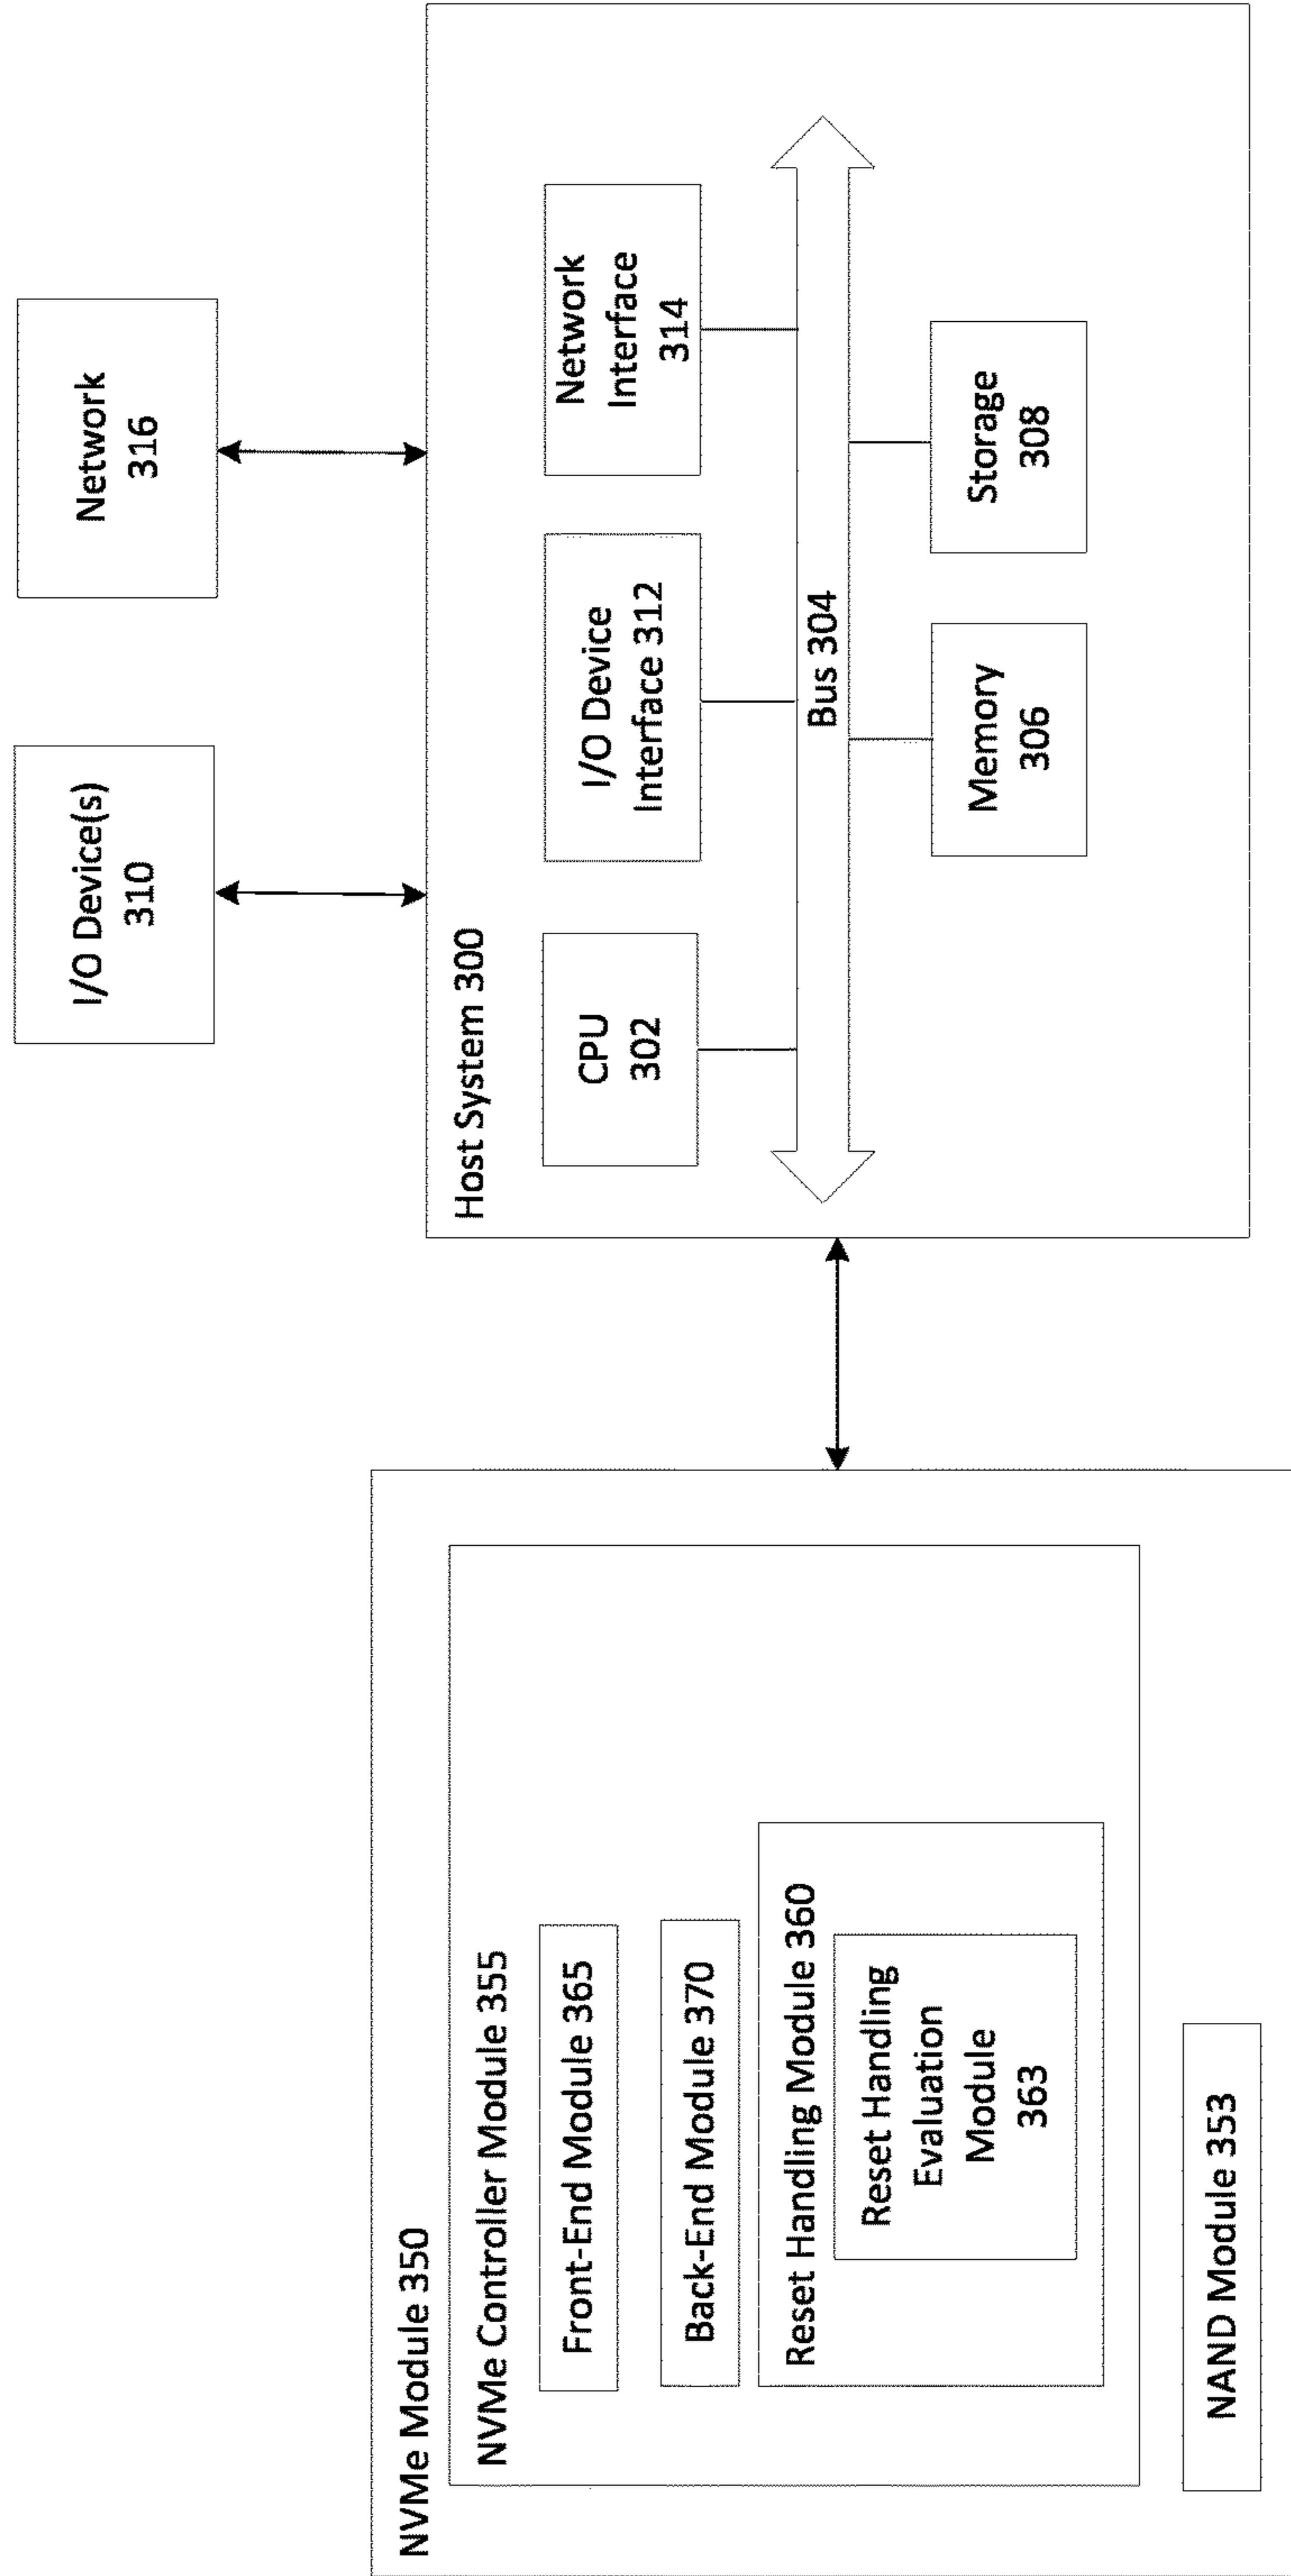 NVMe Module 350
NVMe Controller Module 355
Front-End Module 365
Back-End Module 370
Reset Handling Module 360
Reset Handling
Evaluation
Module
363
NAND Module 353
I/O Device(s)
310
Network
316
Host System 300
CPU
302
I/O Device
Interface 312
Network
Interface
314
Bus 304
Memory
306
Storage
308